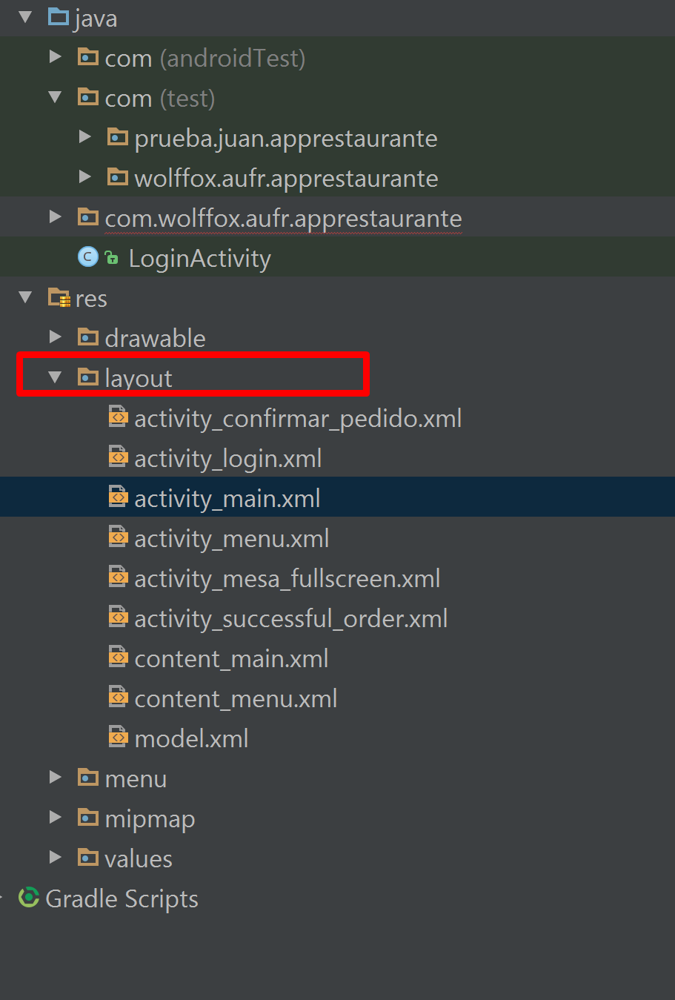 java
com (androidTest)
com (test)
prueba.juan.apprestaurante
wolffox.aufr.apprestaurante
com.wolffox.aufr.apprestaurante
C LoginActivity
res
drawable
layout
activity_confirmar_pedido.xml
activity_login.xml
activity_main.xml
activity_menu.xml
activity_mesa_fullscreen.xml
activity_successful_order.xml
content_main.xml
content_menu.xml
model.xml
menu
mipmap
values
Gradle Scripts